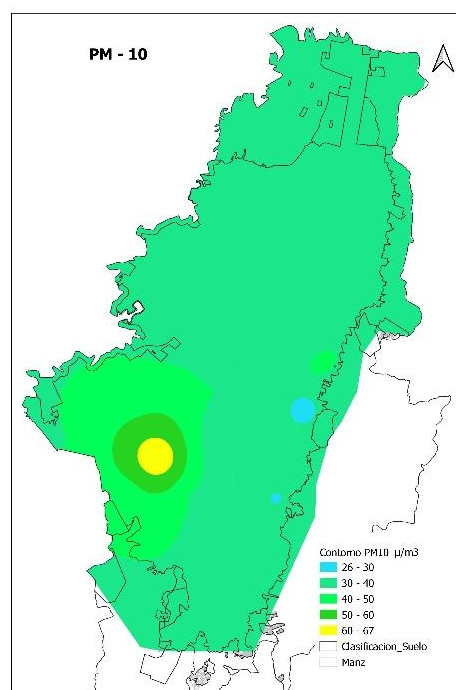 PM - 10
Contorno PM10 µ/m3
26 - 30
30 - 40
40 - 50
50 - 60
60 - 67
Clasificacion_Suelo
Manz